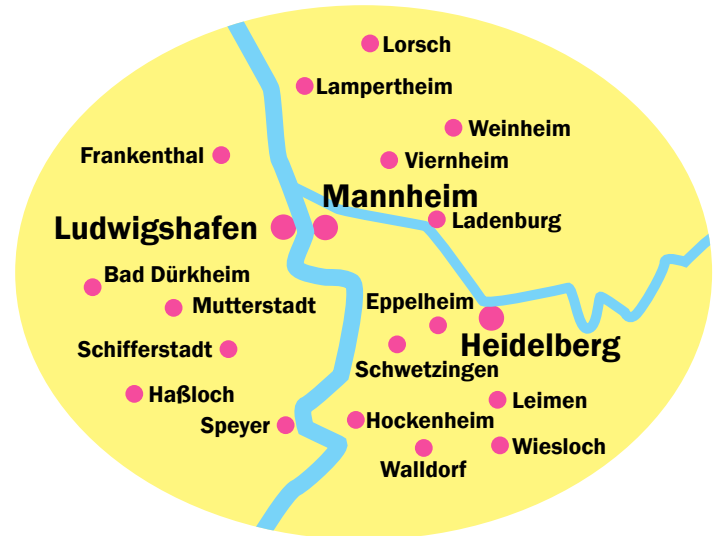 Lorsch
Lampertheim
Weinheim
Frankenthal
Viernheim
Mannheim
Ludwigshafen
Ladenburg
Bad Dürkheim
Mutterstadt
Eppelheim
Heidelberg
Schifferstadt
Schwetzingen
Haßloch
Leimen
Speyer
Hockenheim
Wiesloch
Walldorf